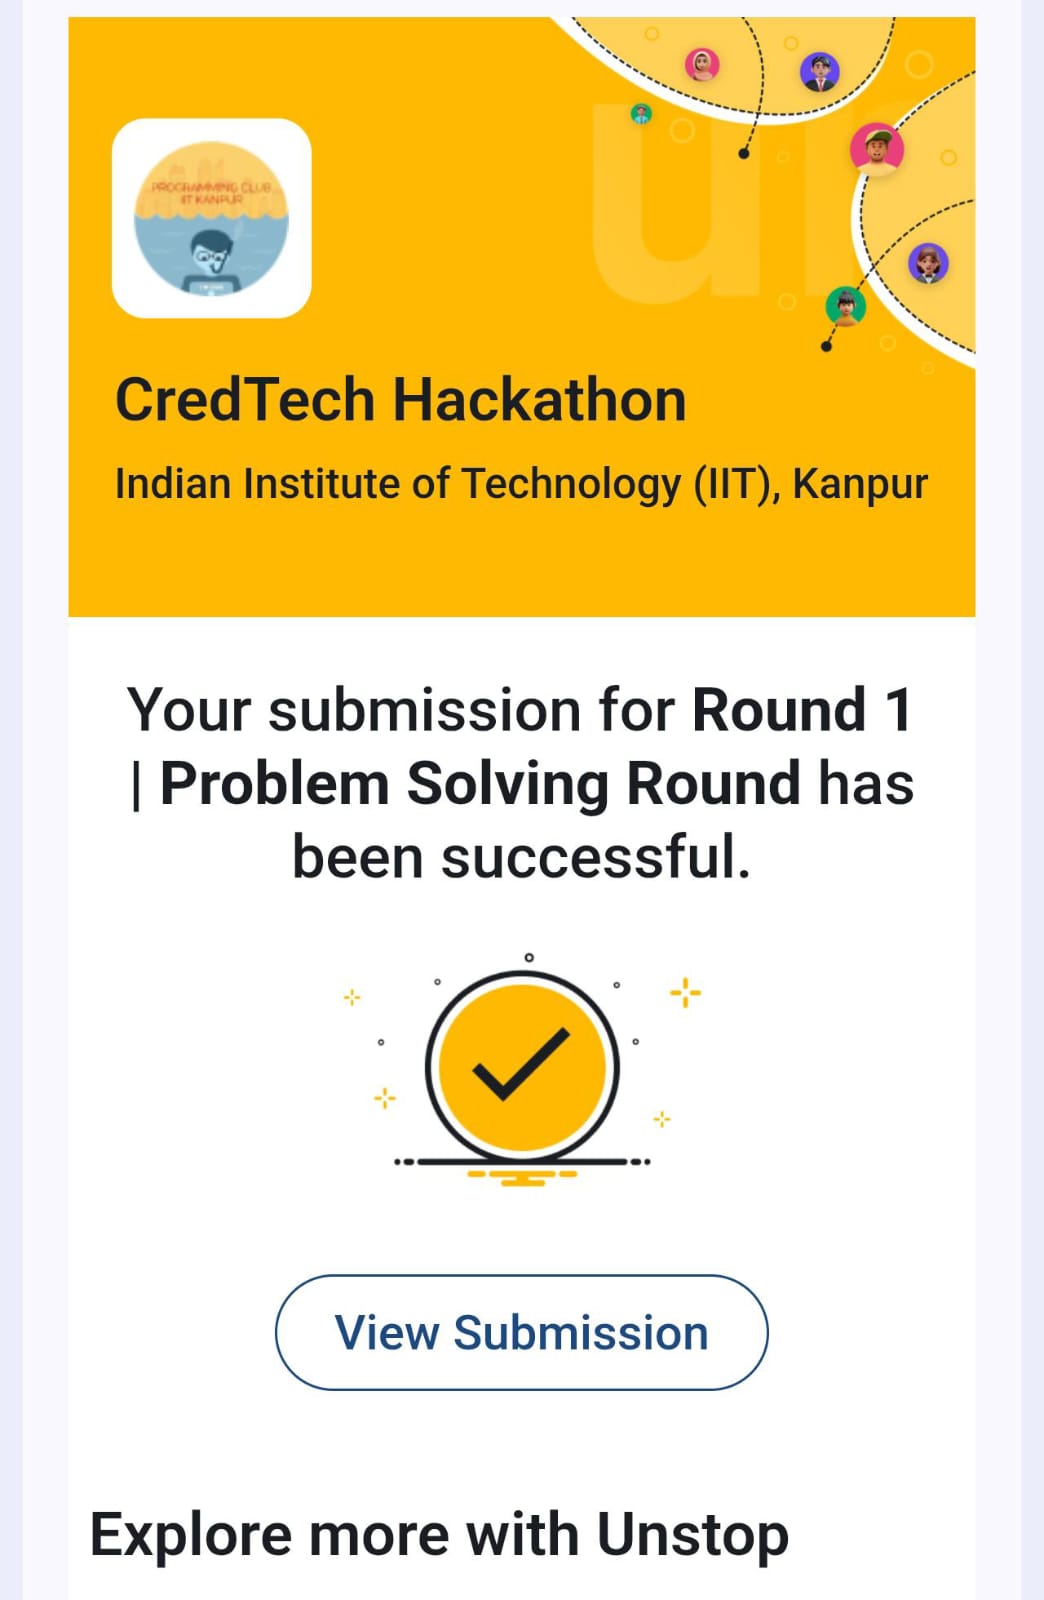 PROGRAMMING CLUB
IIT KANPUR
un
CredTech Hackathon
Indian Institute of Technology (IIT), Kanpur
Your submission for Round 1
| Problem Solving Round has
been successful.
View Submission
Explore more with Unstop